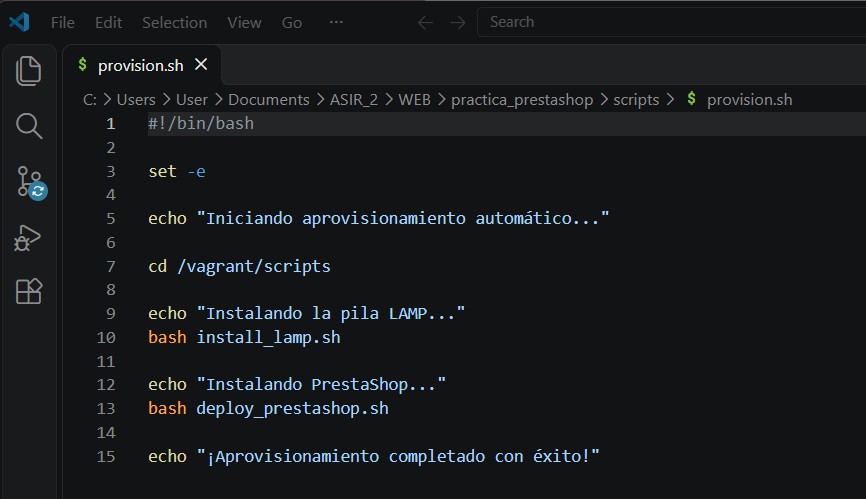 File Edit Selection View Go ... Search
$ provision.sh
C: > Users > User > Documents > ASIR_2 > WEB > practica_prestashop > scripts > $ provision.sh
1 #!/bin/bash
2
3 set -e
4
5 echo "Iniciando aprovisionamiento automático..."
6
7 cd /vagrant/scripts
8
9 echo "Instalando la pila LAMP..."
10 bash install_lamp.sh
11
12 echo "Instalando PrestaShop..."
13 bash deploy_prestashop.sh
14
15 echo "¡Aprovisionamiento completado con éxito!"